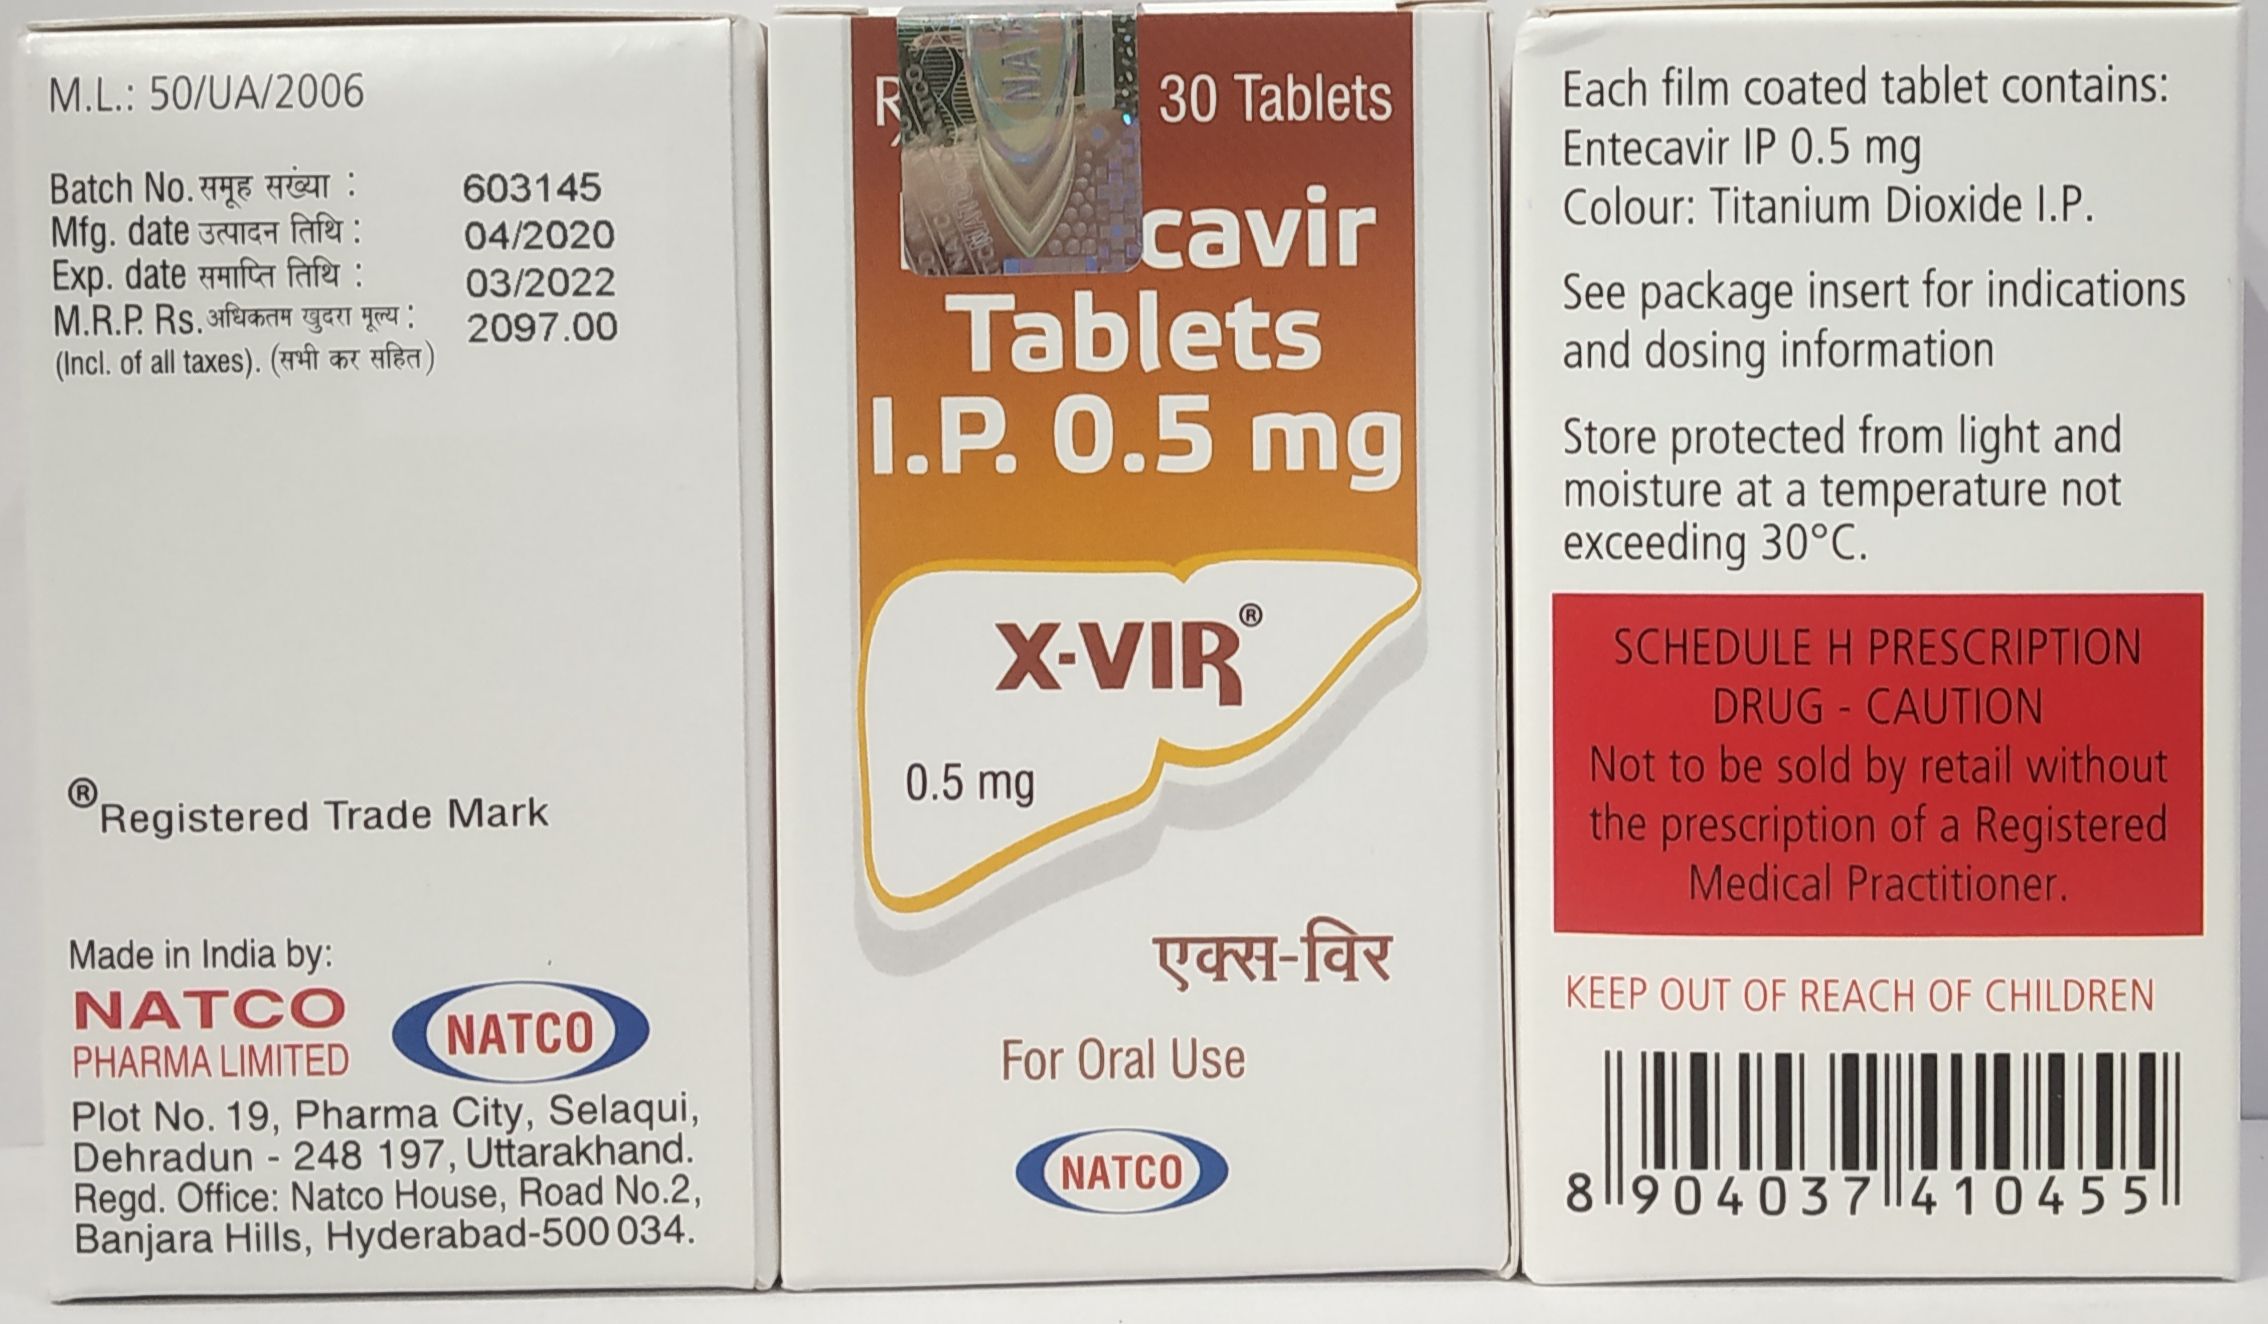 M.L.: 50/UA/2006
Batch No. समूह सख्या : 603145
Mfg. date उत्पादन तिथि : 04/2020
Exp. date समाप्ति तिथि : 03/2022
M.R.P. Rs. अधिकतम खुदरा मूल्य : 2097.00
(Incl. of all taxes). (सभी कर सहित)
® Registered Trade Mark
Made in India by:
NATCO
PHARMA LIMITED
NATCO
Plot No. 19, Pharma City, Selaqui,
Dehradun - 248 197, Uttarakhand.
Regd. Office: Natco House, Road No.2,
Banjara Hills, Hyderabad-500 034.
30 Tablets
cavir
Tablets
I.P. 0.5 mg
X-VIR®
0.5 mg
एक्स-विर
For Oral Use
NATCO
Each film coated tablet contains:
Entecavir IP 0.5 mg
Colour: Titanium Dioxide I.P.
See package insert for indications
and dosing information
Store protected from light and
moisture at a temperature not
exceeding 30°C.
SCHEDULE H PRESCRIPTION
DRUG - CAUTION
Not to be sold by retail without
the prescription of a Registered
Medical Practitioner.
KEEP OUT OF REACH OF CHILDREN
8 904037 410455